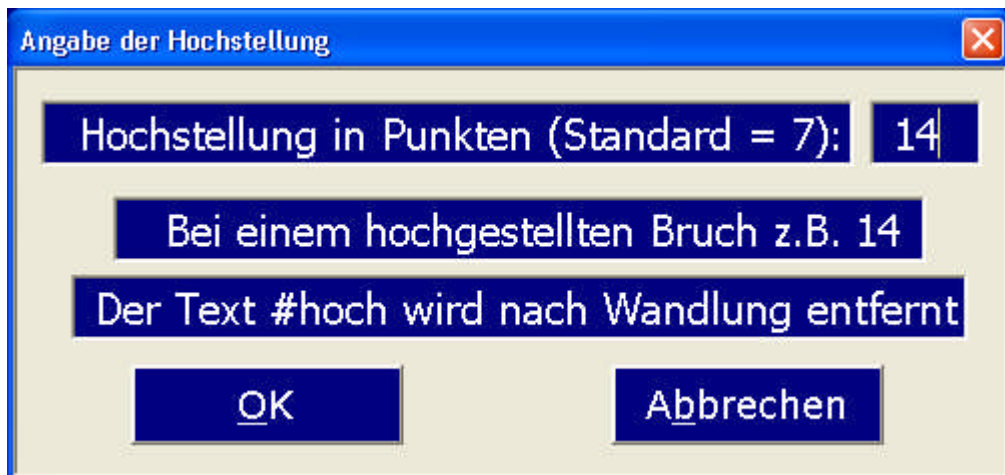 Angabe der Hochstellung
Hochstellung in Punkten (Standard = 7): 14
Bei einem hochgestellten Bruch z.B. 14
Der Text #hoch wird nach Wandlung entfernt
OK Abbrechen